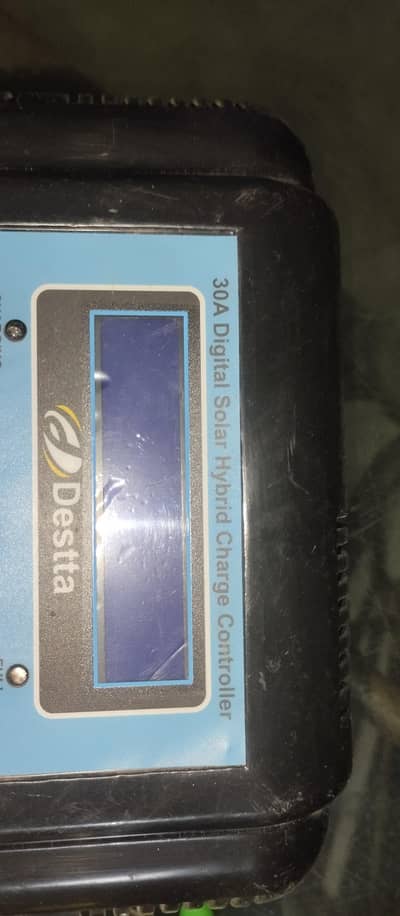 30A Digital Solar Hybrid Charge Controller
Destta